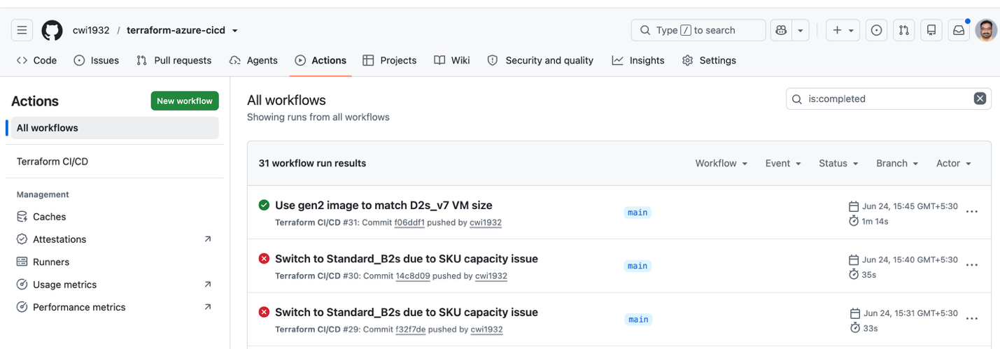 cwi1932 / terraform-azure-cicd
Type / to search
Code Issues Pull requests Agents Actions Projects Wiki Security and quality Insights Settings
Actions
New workflow
All workflows
Terraform CI/CD
Management
Caches
Attestations
Runners
Usage metrics
Performance metrics
All workflows
Showing runs from all workflows
is:completed
31 workflow run results
Workflow Event Status Branch Actor
Use gen2 image to match D2s_v7 VM size
Terraform CI/CD #31: Commit f06ddf1 pushed by cwi1932
main
Jun 24, 15:45 GMT+5:30
1m 14s
Switch to Standard_B2s due to SKU capacity issue
Terraform CI/CD #30: Commit 14c8d09 pushed by cwi1932
main
Jun 24, 15:40 GMT+5:30
35s
Switch to Standard_B2s due to SKU capacity issue
Terraform CI/CD #29: Commit f32f7de pushed by cwi1932
main
Jun 24, 15:31 GMT+5:30
33s